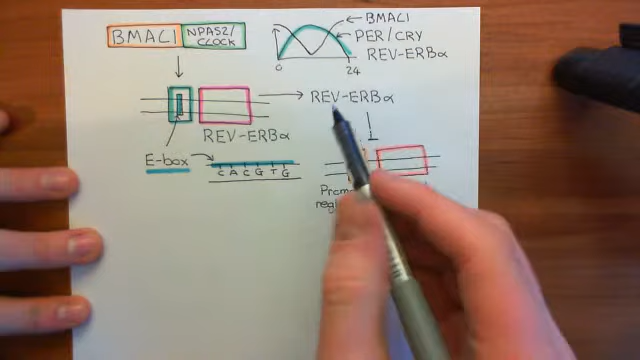 BMAL1 NPAS2/
CLOCK
BMAL1
PER/CRY
REV-ERBα
0 24
REV-ERBα
REV-ERBα
E-box
CACGTG